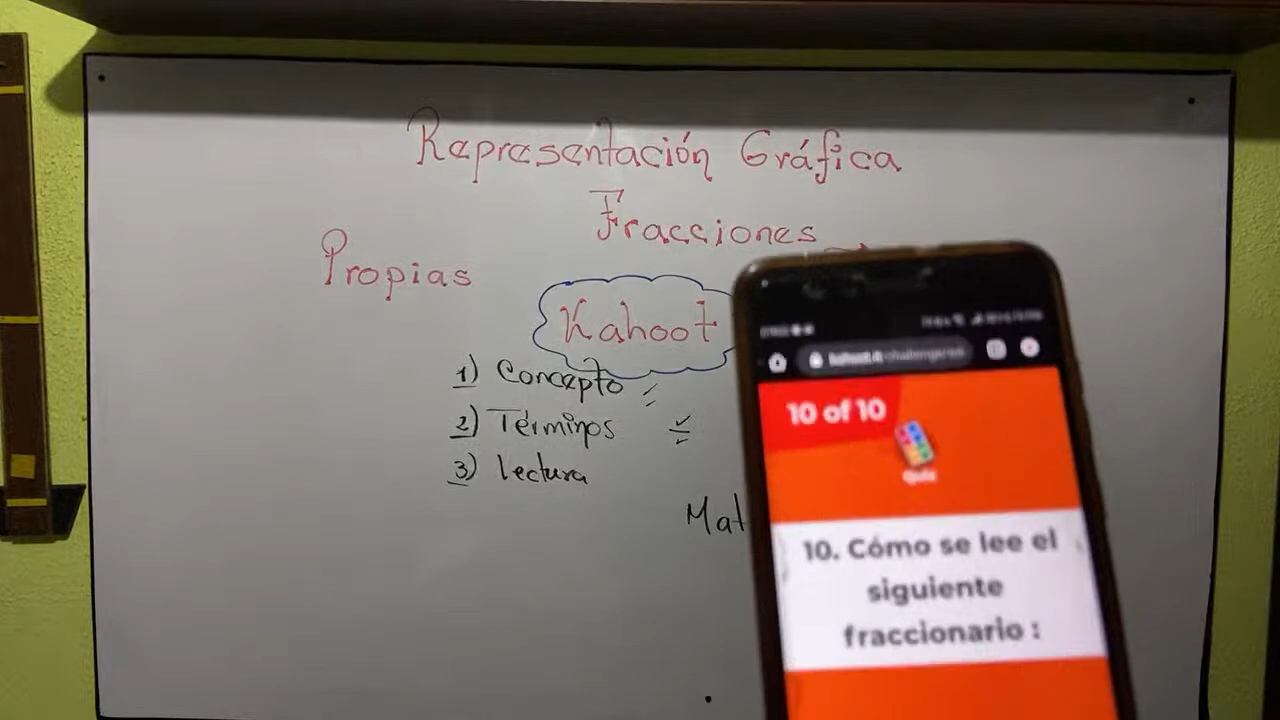 Representación Gráfica
Fracciones
Propias
Kahoot
1) Concepto
2) Términos
3) lectura
Mat
10 of 10
Quiz
10. Cómo se lee el
siguiente
fraccionario :